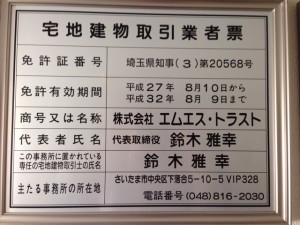 宅地建物取引業者票
免許証番号 埼玉県知事(3)第20568号
免許有効期間 平成27年 8月10日から
平成32年 8月 9日まで
商号又は名称 株式会社 エムエス・トラスト
代表者氏名 代表取締役 鈴木 雅幸
この事務所に置かれている
専任の宅地建物取引士の氏名 鈴木 雅幸
主たる事務所の所在地 さいたま市中央区下落合5-10-5 VIP328
電話番号 (048)816-2030